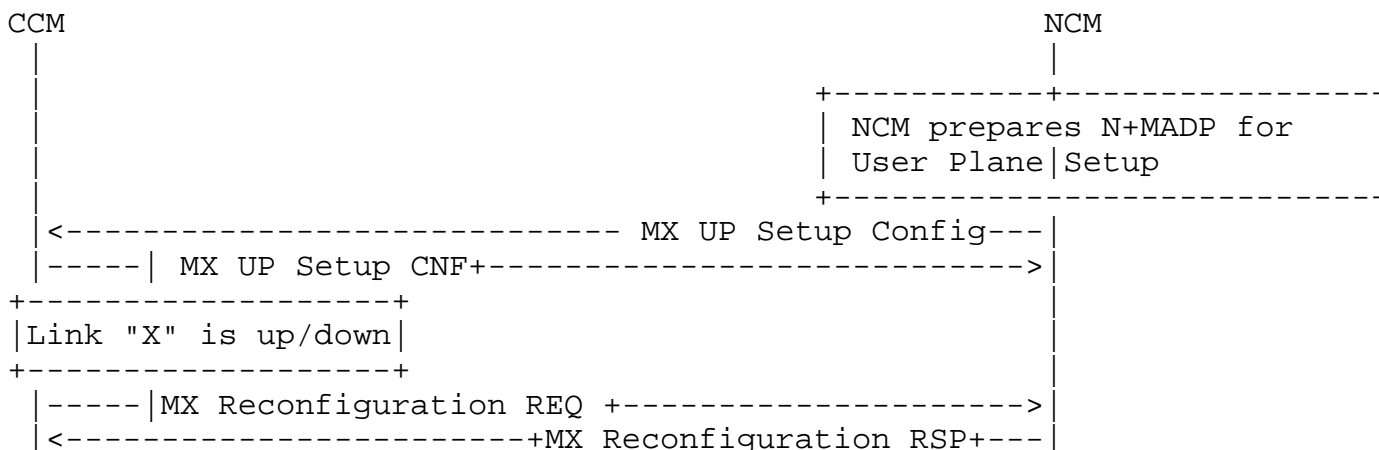 CCM NCM
NCM prepares N+MADP for
User Plane|Setup
<----------------------------- MX UP Setup Config---|
|-----| MX UP Setup CNF+---------------------------->|
|Link "X" is up/down|
|-----|MX Reconfiguration REQ +--------------------->|
|<------------------------+MX Reconfiguration RSP+---|